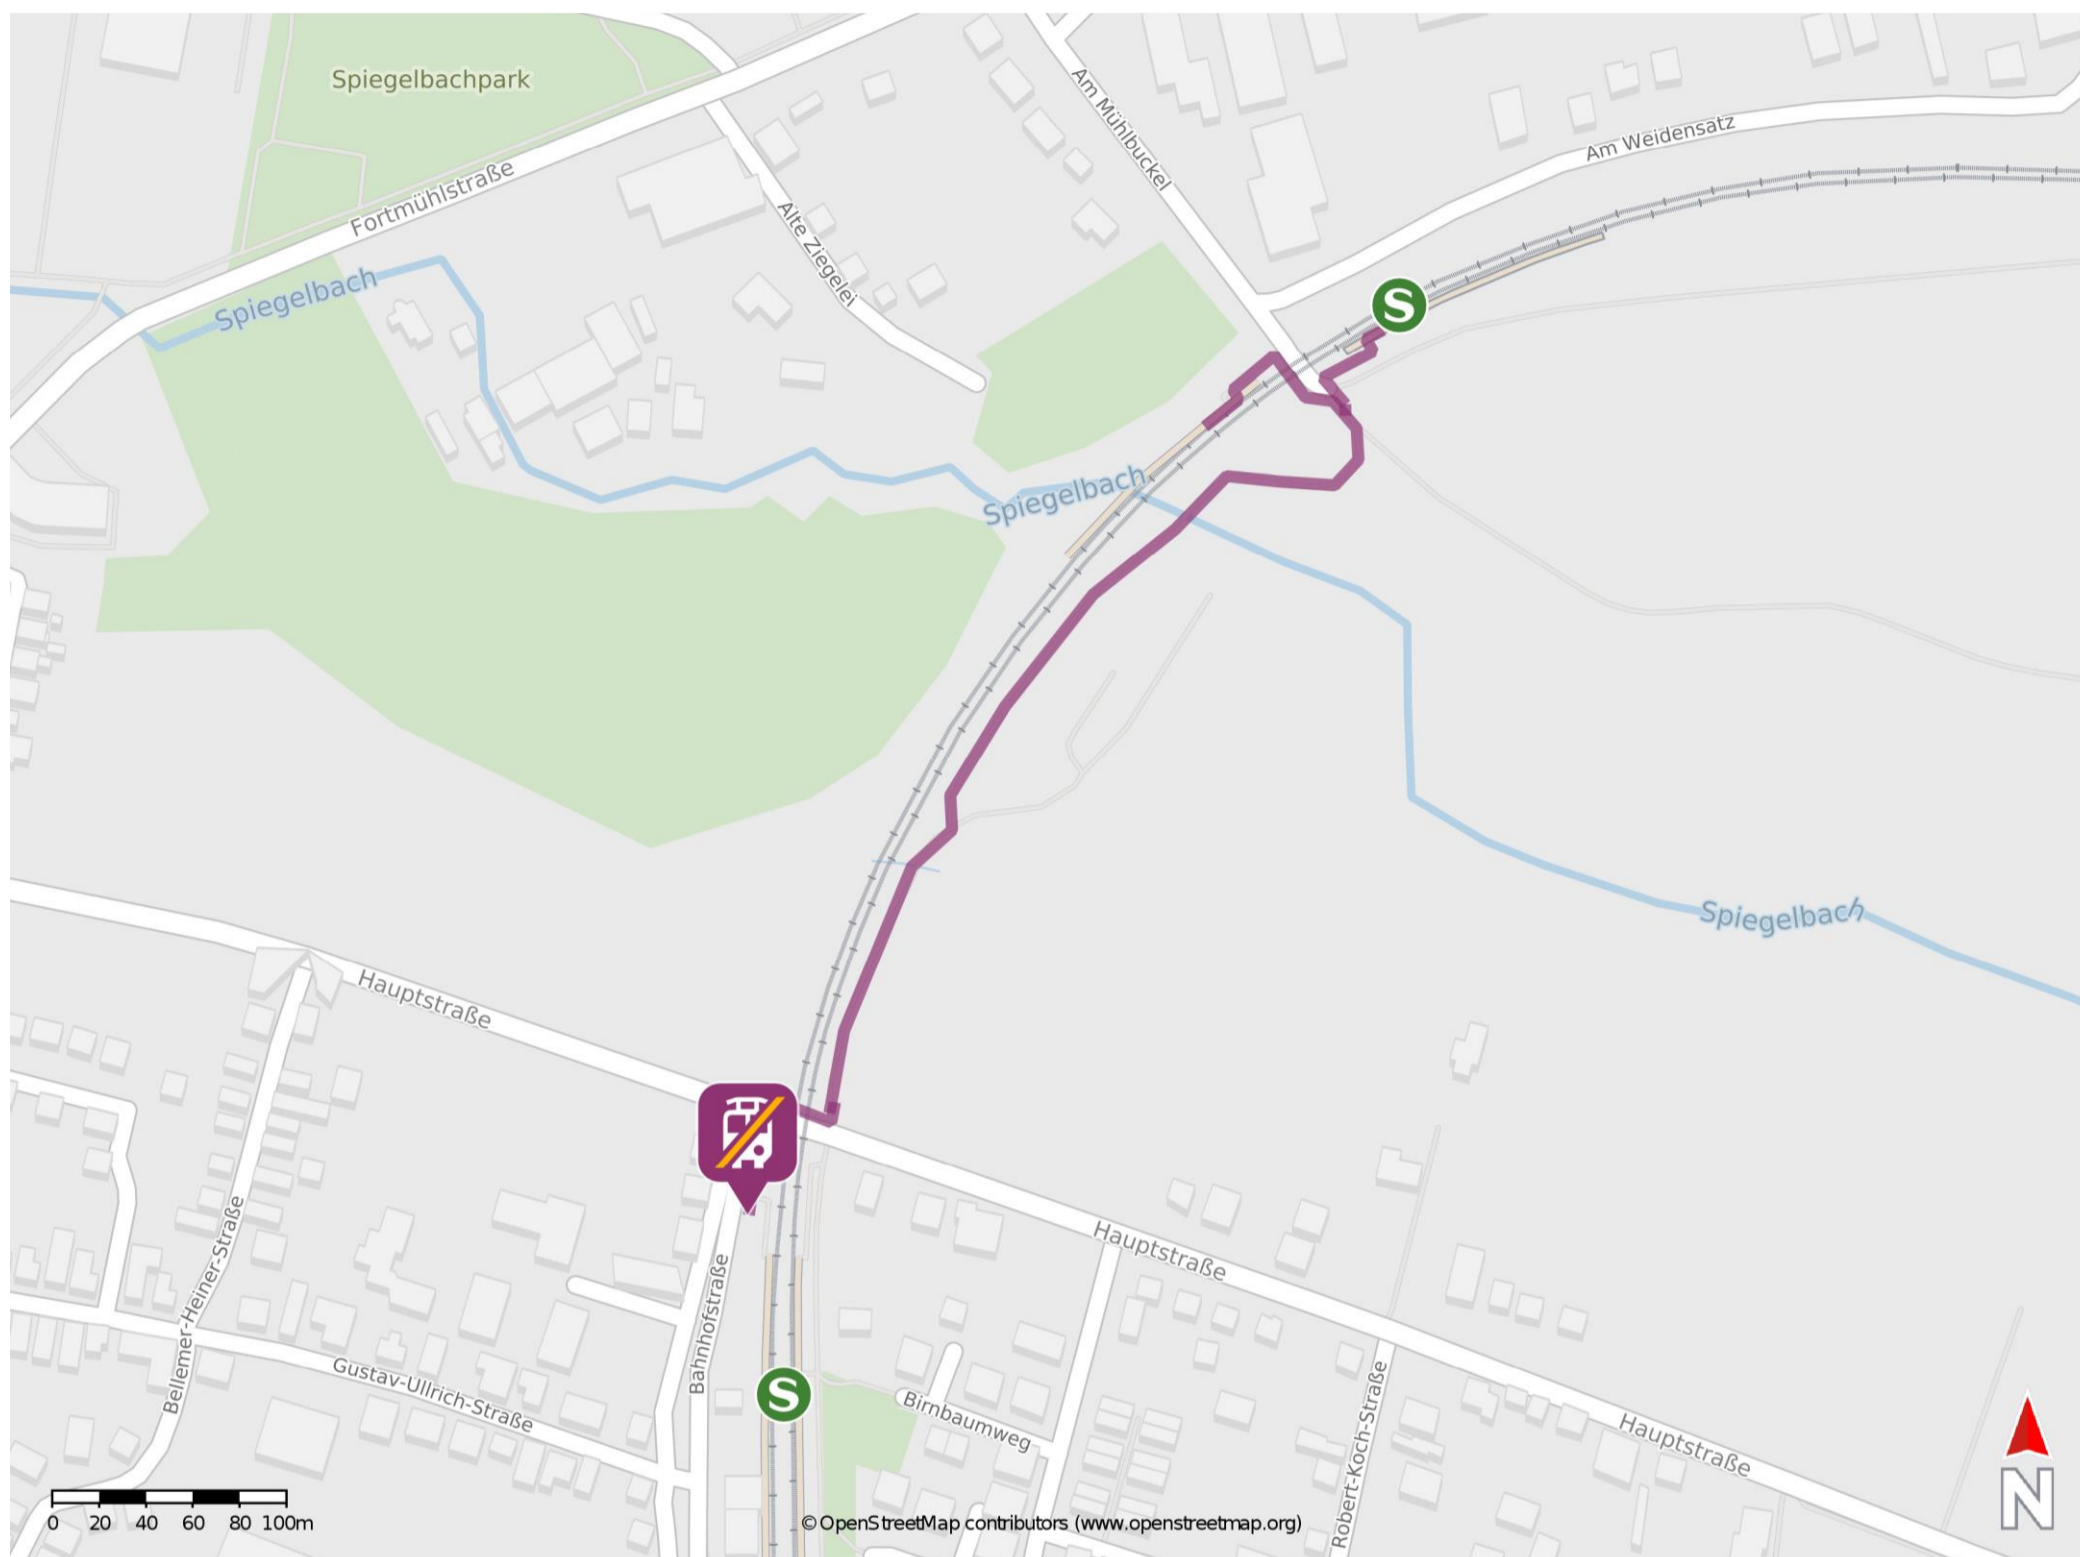 Spiegelbachpark
Am Mühlbuckel
Am Weidensatz
Fortmühlstraße
Alte Ziegelei
Spiegelbach
S
Spiegelbach
Spiegelbach
Hauptstraße
Hauptstraße
Bellemer-Heiner-Straße
Bahnhofstraße
Gustav-Ullrich-Straße
S
Birnbaumweg
Robert-Koch-Straße
Hauptstraße
N
0 20 40 60 80 100m
© OpenStreetMap contributors (www.openstreetmap.org)